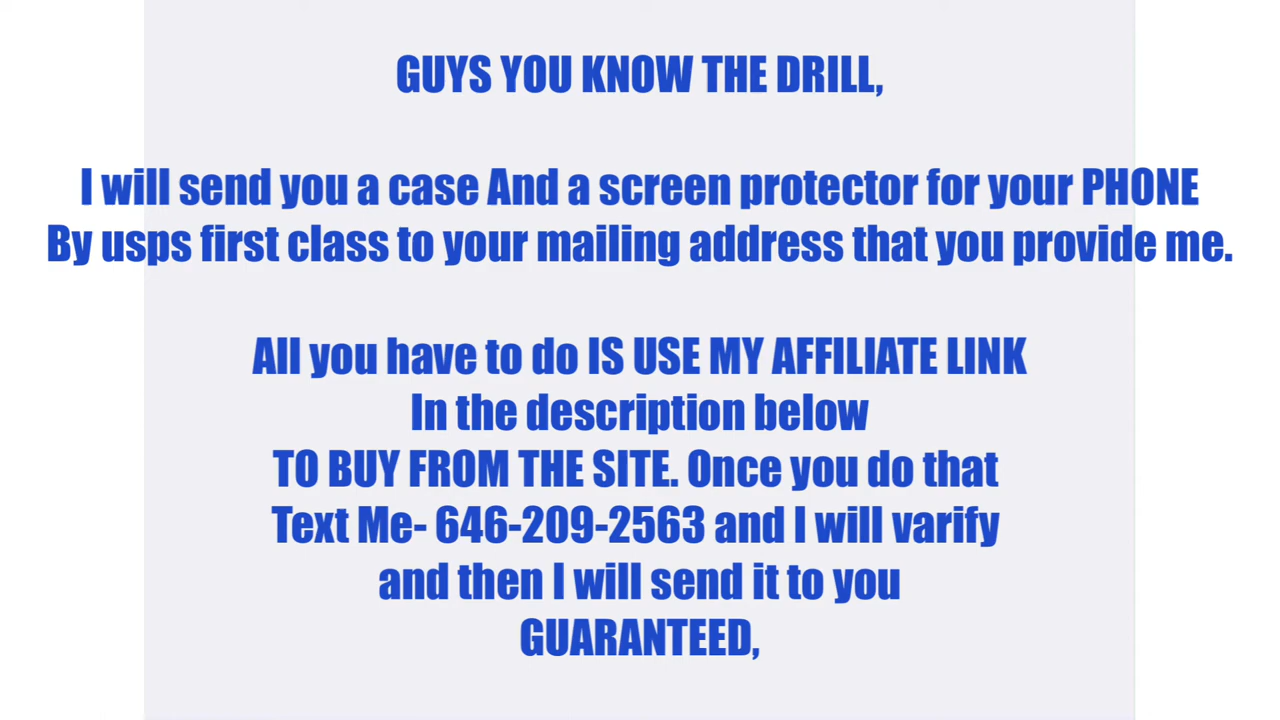 GUYS YOU KNOW THE DRILL,
I will send you a case And a screen protector for your PHONE
By usps first class to your mailing address that you provide me.
All you have to do IS USE MY AFFILIATE LINK
In the description below
TO BUY FROM THE SITE. Once you do that
Text Me- 646-209-2563 and I will varify
and then I will send it to you
GUARANTEED,